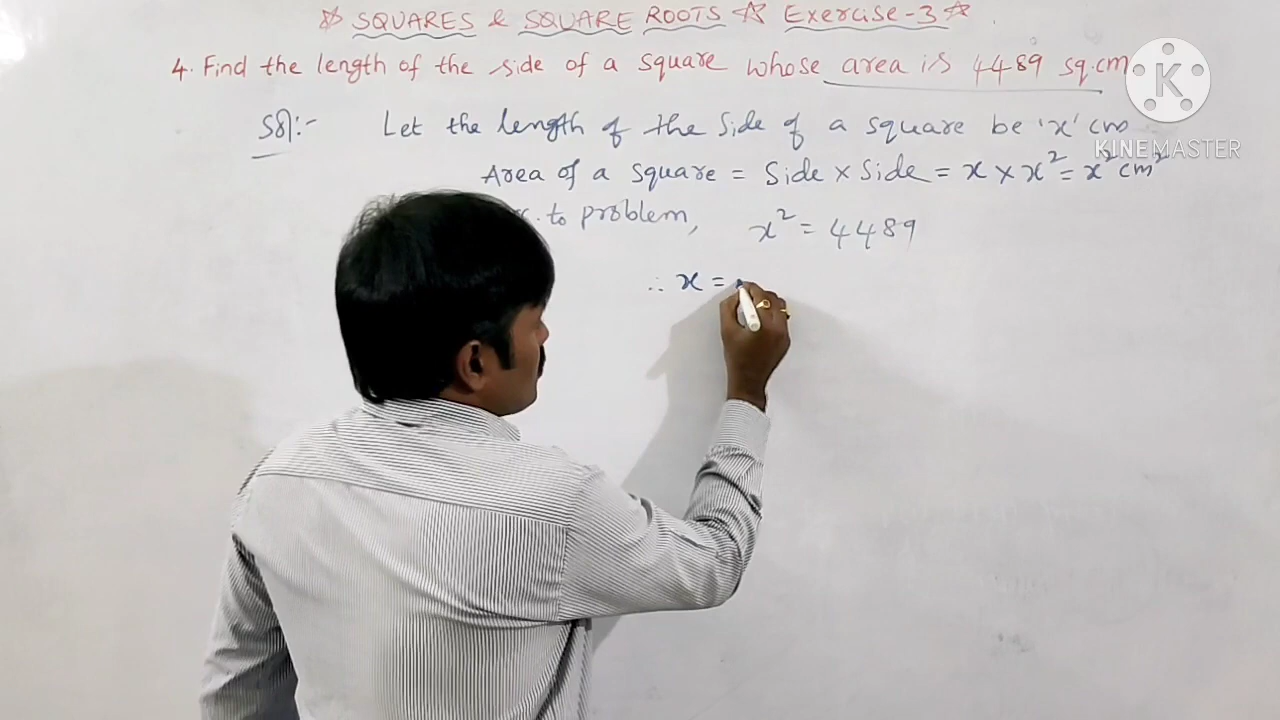 ☆ SQUARES & SQUARE ROOTS ☆ Exercise-3 ☆
4. Find the length of the side of a square whose area is 4489 sq.cm
Sol:- Let the length of the side of a square be 'x' cm
Area of a square = Side × Side = x × x² = x² cm²
to problem, x² = 4489
∴ x =
K
KINEMASTER